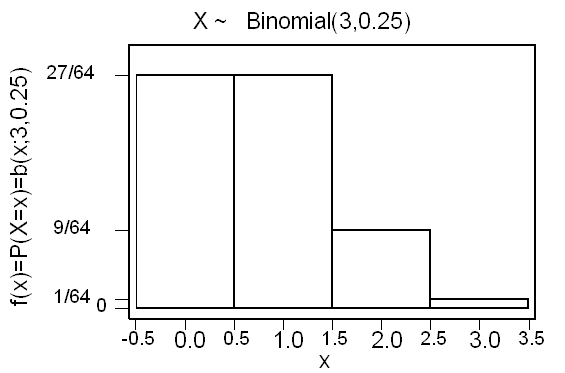 X ~ Binomial(3,0.25)
f(x)=P(X=x)=b(x;3,0.25)
27/64
9/64
1/64
0
-0.5 0.0 0.5 1.0 1.5 2.0 2.5 3.0 3.5
X